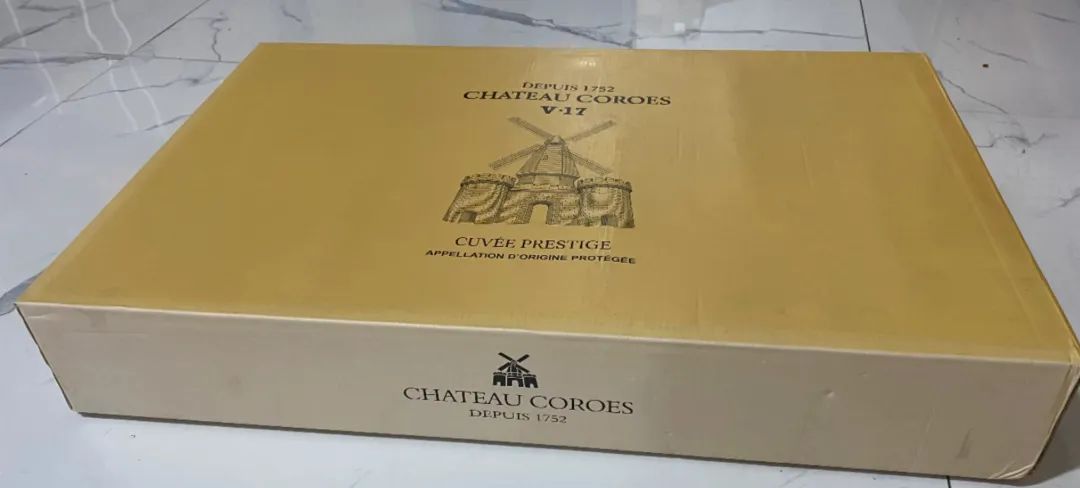 DEPUIS 1752
CHATEAU COROES
V·17
CUVÉE PRESTIGE
APPELLATION D'ORIGINE PROTÉGÉE
CHATEAU COROES
DEPUIS 1752